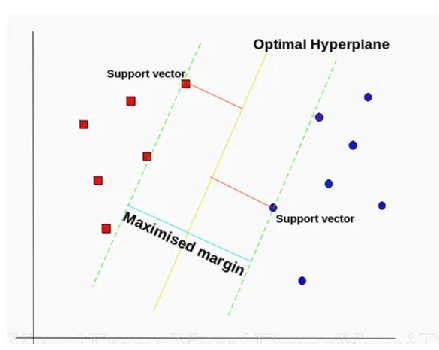 Optimal Hyperplane
Support vector
Support vector
Maximised margin